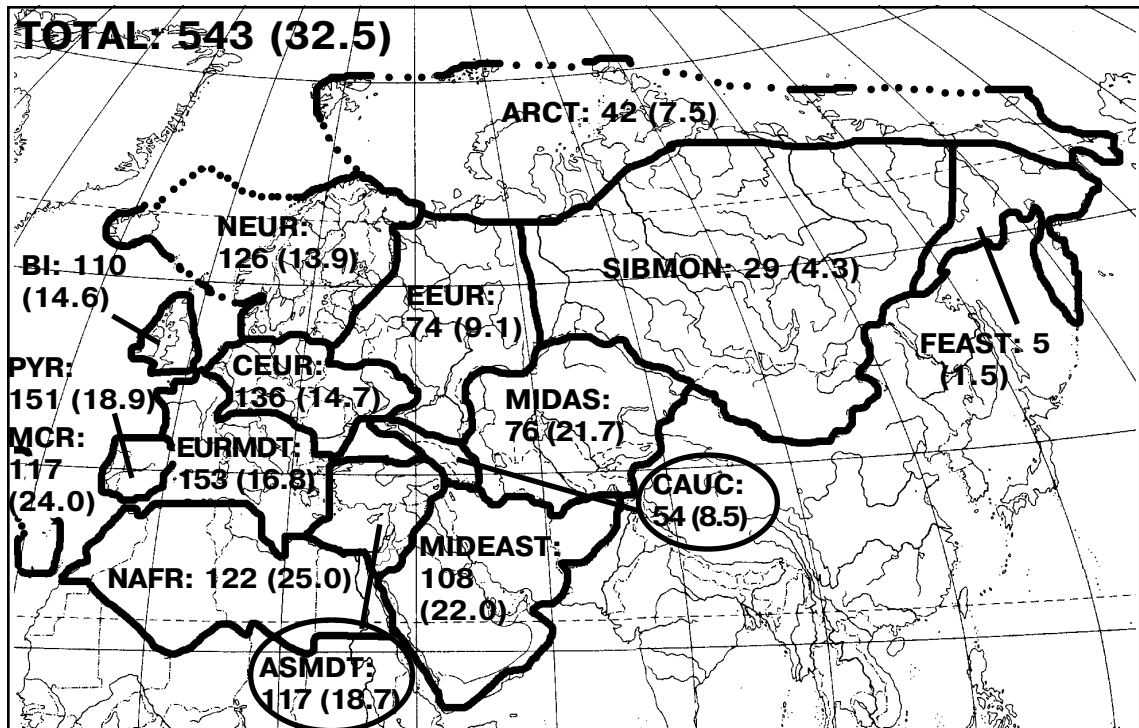 TOTAL: 543 (32.5)
ARCT: 42 (7.5)
NEUR:
126 (13.9)
BI: 110
(14.6)
SIBMON: 29 (4.3)
EEUR:
74 (9.1)
FEAST: 5
(1.5)
PYR:
151 (18.9)
CEUR:
136 (14.7)
MIDAS:
76 (21.7)
MCR:
117
(24.0)
EURMDT:
153 (16.8)
CAUC:
54 (8.5)
MIDEAST:
108
(22.0)
NAFR: 122 (25.0)
ASMDT:
117 (18.7)